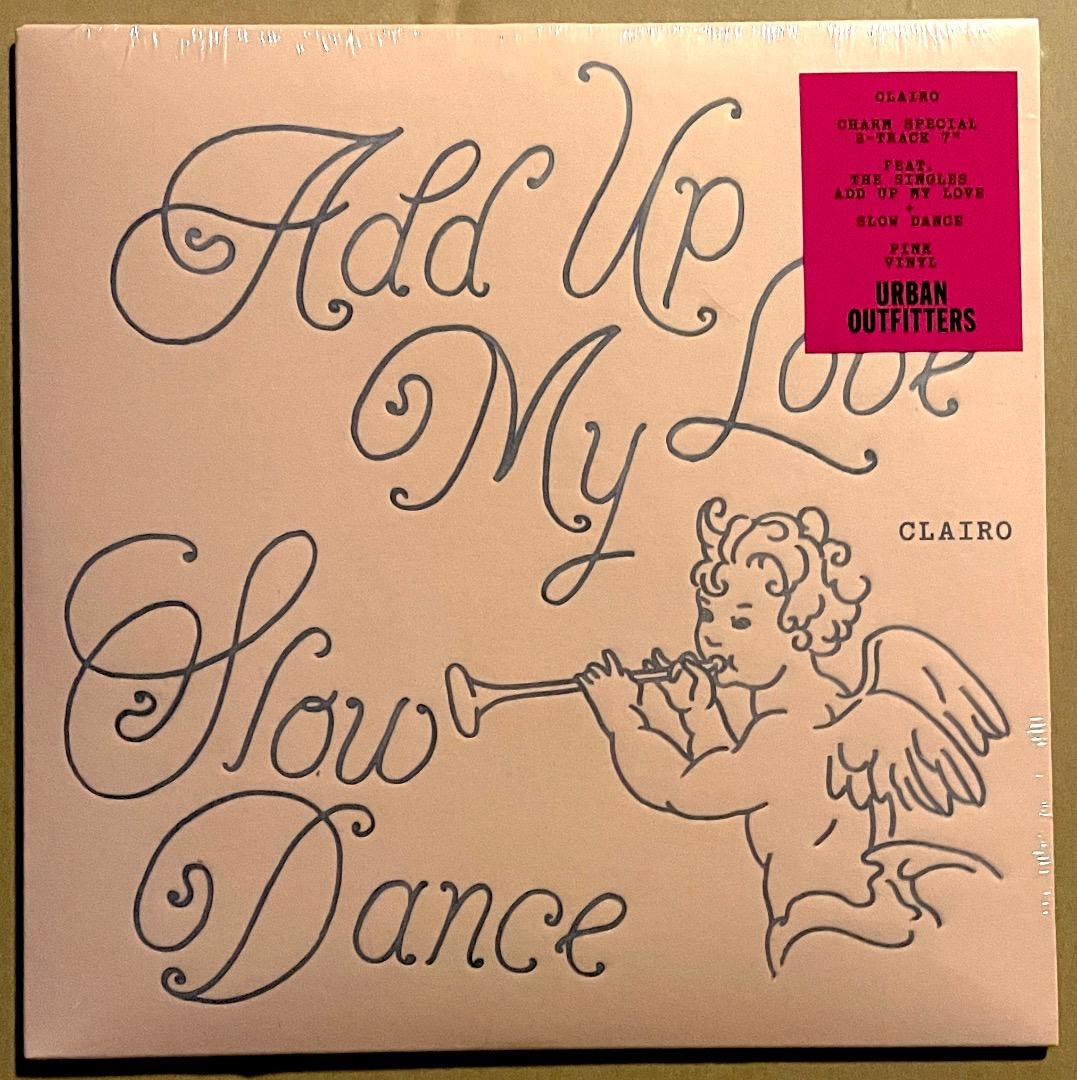 Add Up
My Love
Slow
Dance
CLAIRO
CLAIRO
CHARM SPECIAL
2-TRACK 7"
FEAT.
THE SINGLES
ADD UP MY LOVE
+
SLOW DANCE
PINK
VINYL
URBAN
OUTFITTERS